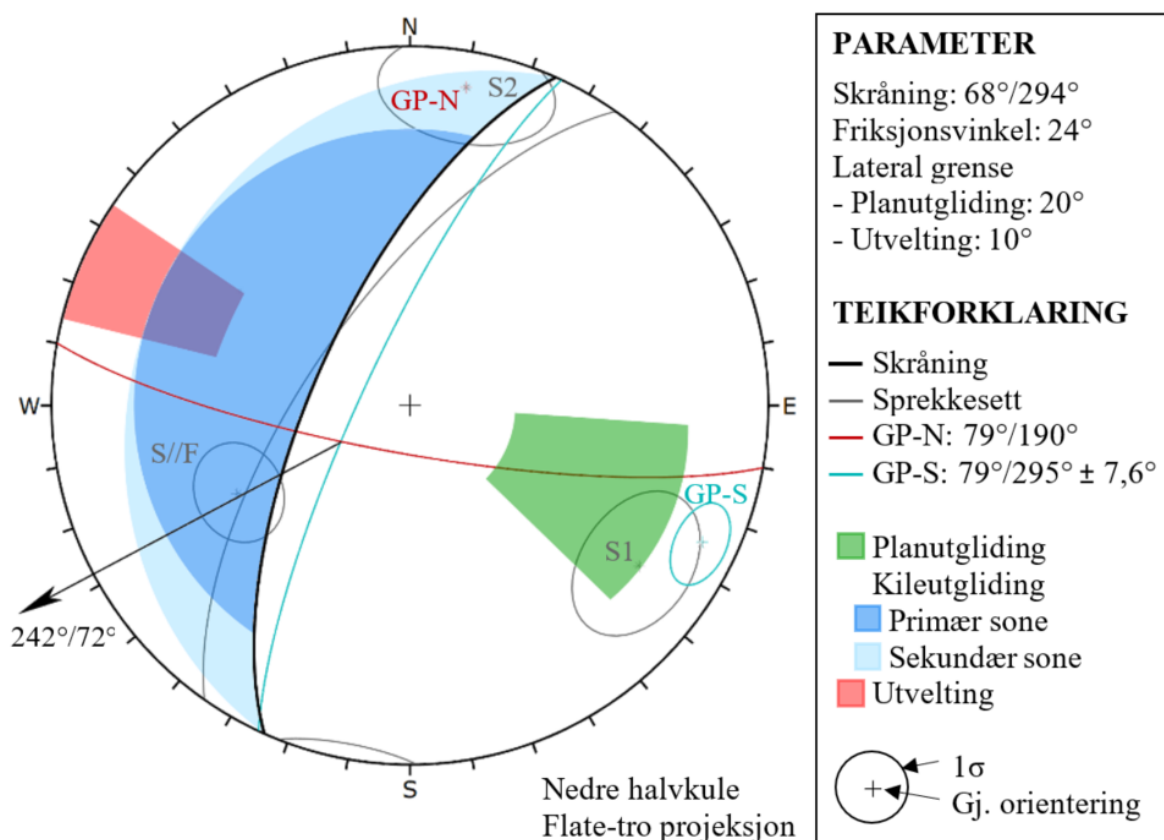 N
S2
GP-N
W
E
S//F
GP-S
S1
242°/72°
S
Nedre halvkule
Flate-tro projeksjon
PARAMETER
Skråning: 68°/294°
Friksjonsvinkel: 24°
Lateral grense
- Planutgliding: 20°
- Utvelting: 10°
TEIKFORKLARING
Skråning
Sprekkesett
GP-N: 79°/190°
GP-S: 79°/295° ± 7,6°
Planutgliding
Kileutgliding
Primær sone
Sekundær sone
Utvelting
1σ
Gj. orientering